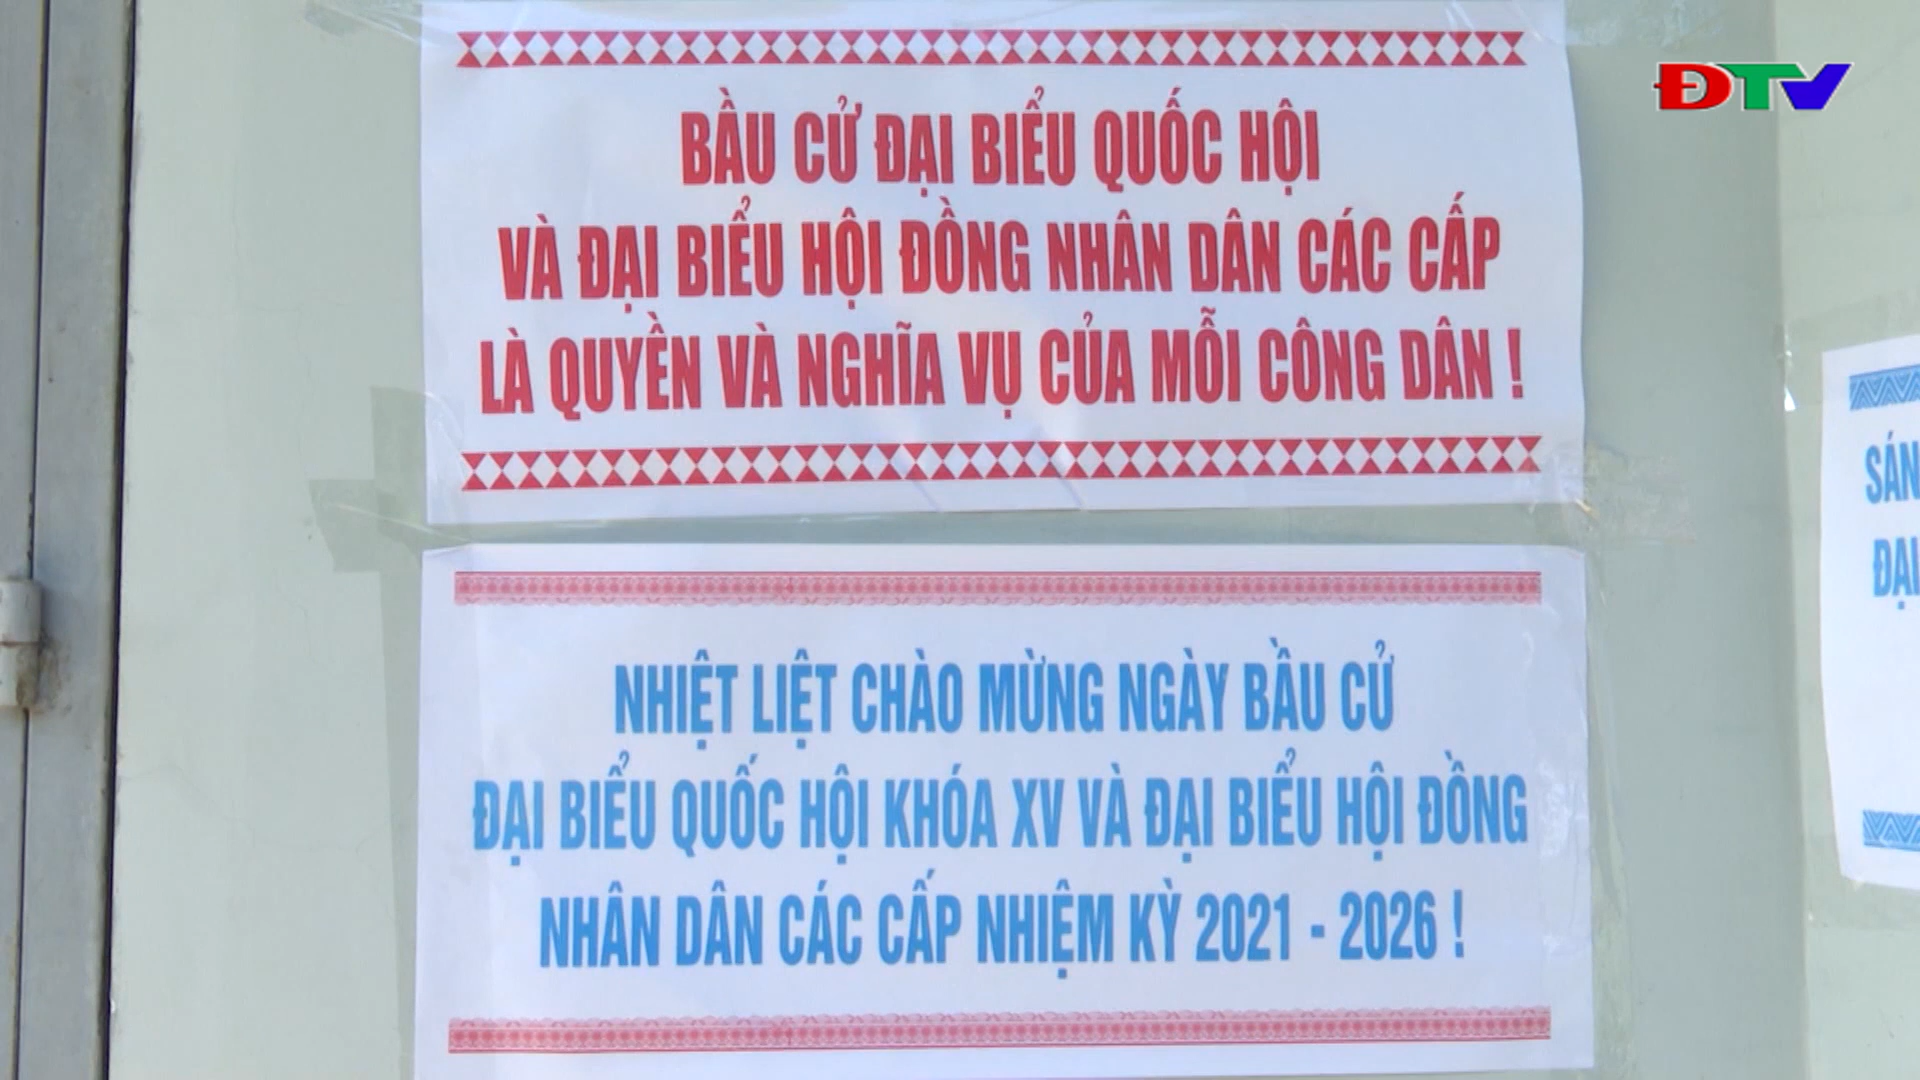 ĐTV
BẦU CỬ ĐẠI BIỂU QUỐC HỘI
VÀ ĐẠI BIỂU HỘI ĐỒNG NHÂN DÂN CÁC CẤP
LÀ QUYỀN VÀ NGHĨA VỤ CỦA MỖI CÔNG DÂN !
NHIỆT LIỆT CHÀO MỪNG NGÀY BẦU CỬ
ĐẠI BIỂU QUỐC HỘI KHÓA XV VÀ ĐẠI BIỂU HỘI ĐỒNG
NHÂN DÂN CÁC CẤP NHIỆM KỲ 2021 - 2026 !
SÁN
ĐẠI